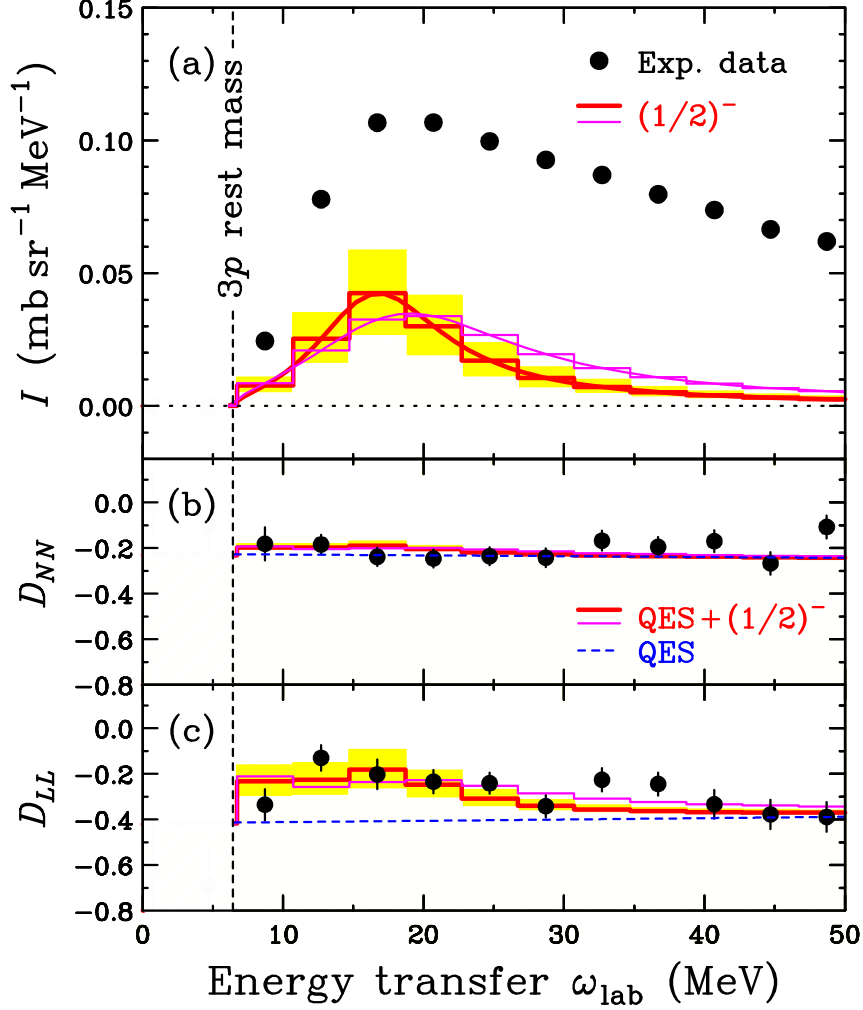 0.15
0.10
0.05
0.00
I (mb sr⁻¹ MeV⁻¹)
(a)
3p rest mass
Exp. data
(1/2)⁻
0.0
−0.2
−0.4
−0.6
−0.8
D_NN
(b)
QES+(1/2)⁻
QES
0.0
−0.2
−0.4
−0.6
−0.8
D_LL
(c)
0 10 20 30 40 50
Energy transfer ω_lab (MeV)